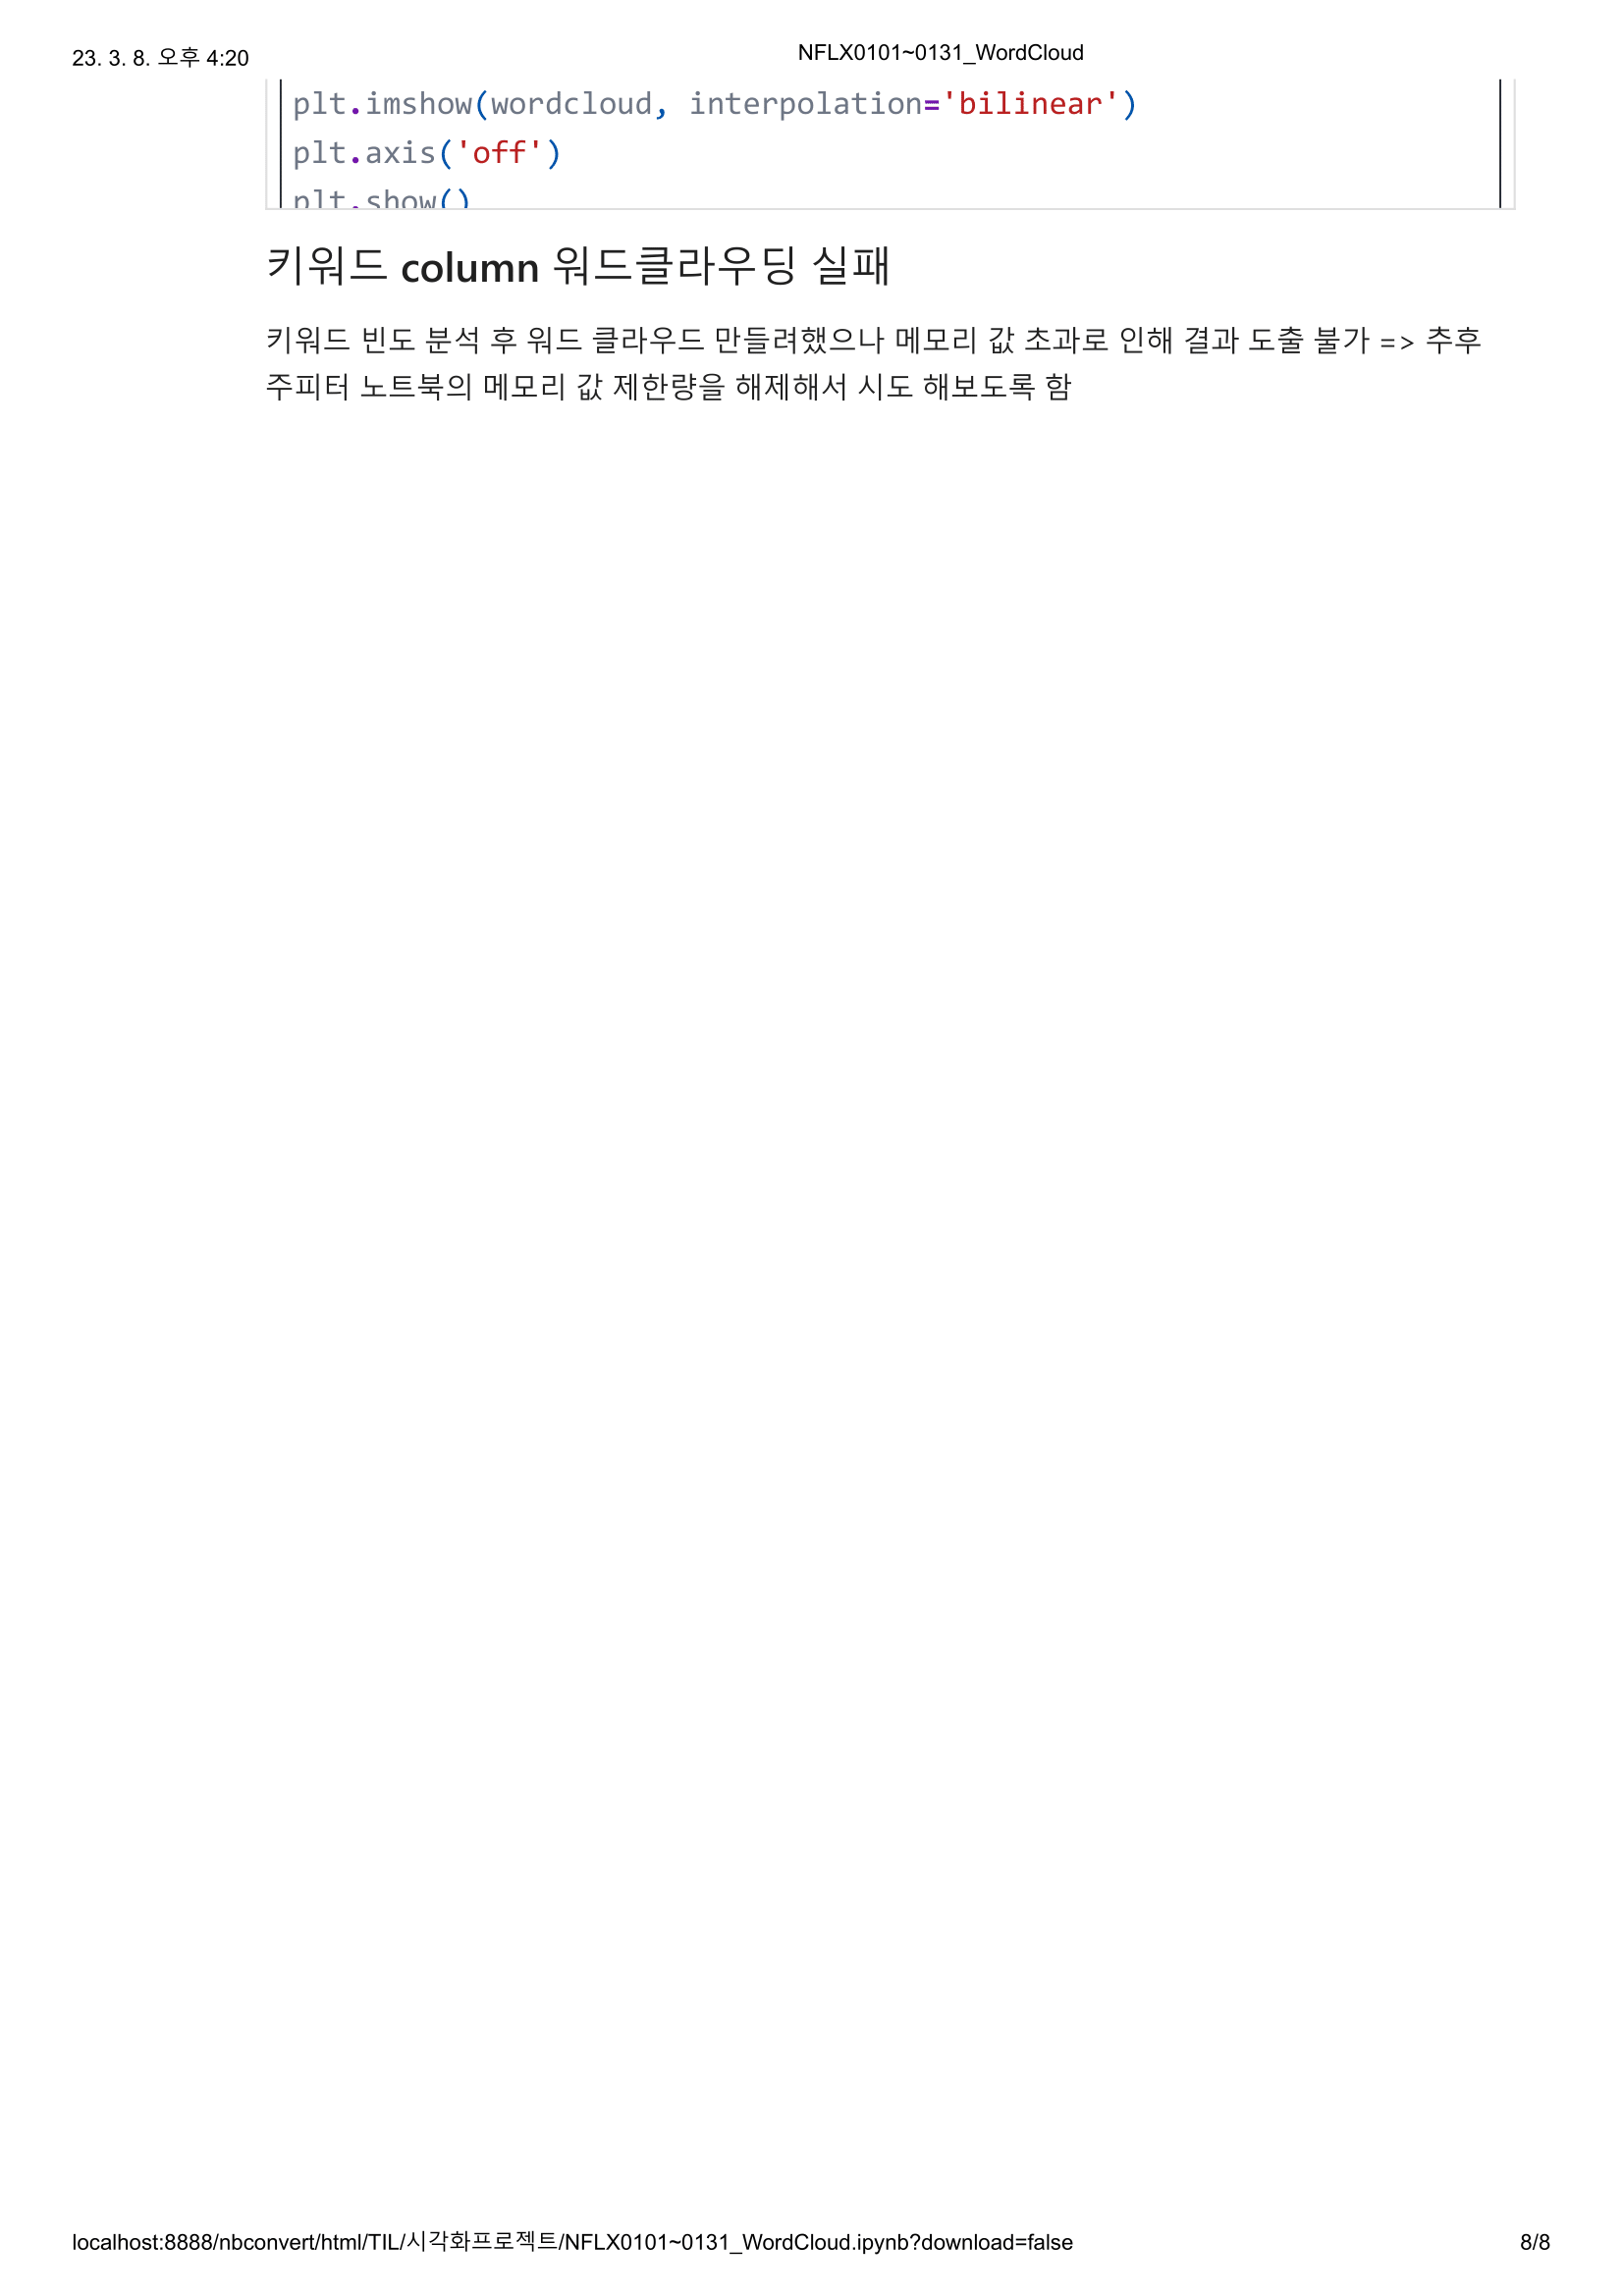 23. 3. 8. 오후 4:20
NFLX0101~0131_WordCloud
plt.imshow(wordcloud, interpolation='bilinear')
plt.axis('off')
plt.show()
키워드 column 워드클라우딩 실패
키워드 빈도 분석 후 워드 클라우드 만들려했으나 메모리 값 초과로 인해 결과 도출 불가 => 추후
주피터 노트북의 메모리 값 제한량을 해제해서 시도 해보도록 함
localhost:8888/nbconvert/html/TIL/시각화프로젝트/NFLX0101~0131_WordCloud.ipynb?download=false
8/8